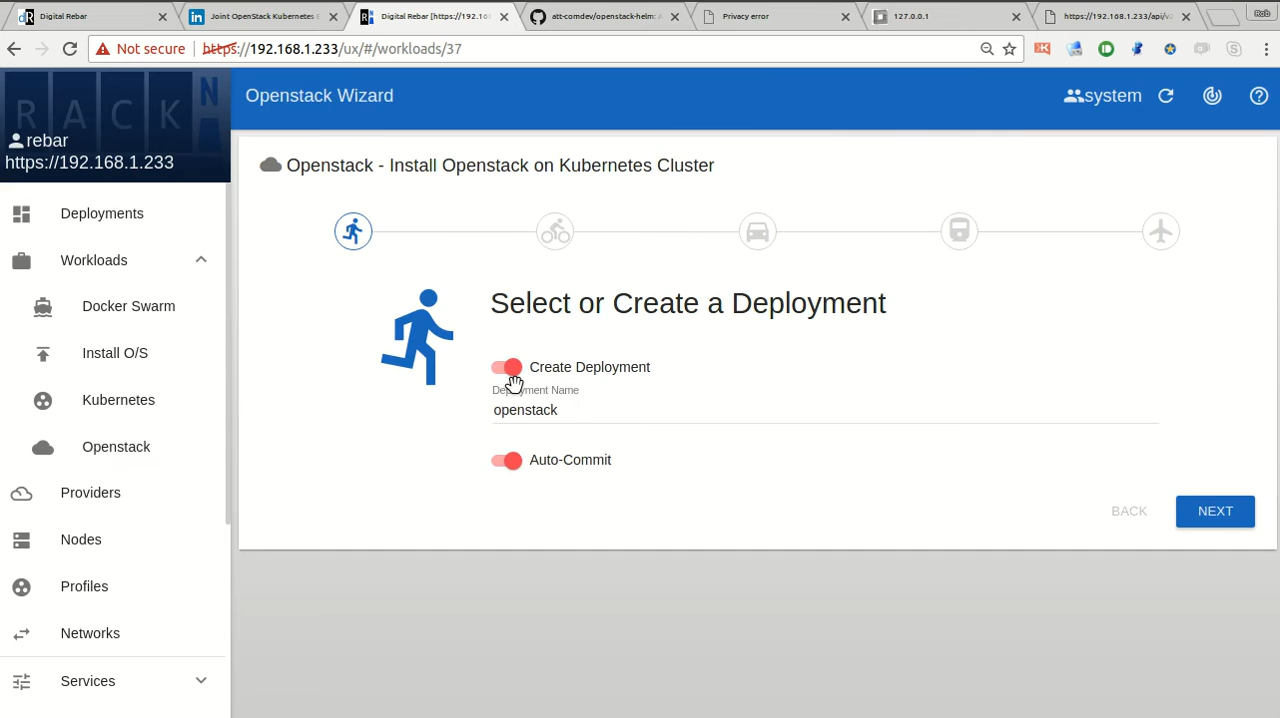 Digital Rebar
Joint OpenStack Kubernetes E
Digital Rebar [https://192.16
att-comdev/openstack-helm: A
Privacy error
127.0.0.1
https://192.168.1.233/api/v2
Rob
Not secure
https://192.168.1.233/ux/#/workloads/37
RACKN
rebar
https://192.168.1.233
Openstack Wizard
system
Deployments
Workloads
Docker Swarm
Install O/S
Kubernetes
Openstack
Providers
Nodes
Profiles
Networks
Services
Openstack - Install Openstack on Kubernetes Cluster
Select or Create a Deployment
Create Deployment
Deployment Name
openstack
Auto-Commit
BACK
NEXT